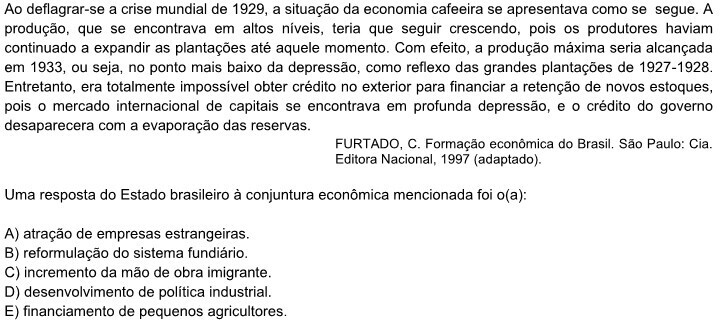 Ao deflagrar-se a crise mundial de 1929, a situação da economia cafeeira se apresentava como se segue. A
produção, que se encontrava em altos níveis, teria que seguir crescendo, pois os produtores haviam
continuado a expandir as plantações até aquele momento. Com efeito, a produção máxima seria alcançada
em 1933, ou seja, no ponto mais baixo da depressão, como reflexo das grandes plantações de 1927-1928.
Entretanto, era totalmente impossível obter crédito no exterior para financiar a retenção de novos estoques,
pois o mercado internacional de capitais se encontrava em profunda depressão, e o crédito do governo
desaparecera com a evaporação das reservas.
FURTADO, C. Formação econômica do Brasil. São Paulo: Cia.
Editora Nacional, 1997 (adaptado).
Uma resposta do Estado brasileiro à conjuntura econômica mencionada foi o(a):
A) atração de empresas estrangeiras.
B) reformulação do sistema fundiário.
C) incremento da mão de obra imigrante.
D) desenvolvimento de política industrial.
E) financiamento de pequenos agricultores.